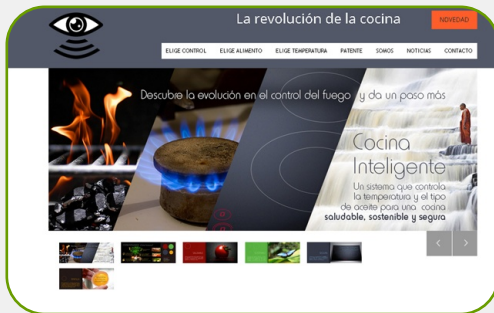 La revolución de la cocina
NOVEDAD
ELIGE CONTROL ELIGE ALIMENTO ELIGE TEMPERATURA PATENTE SOMOS NOTICIAS CONTACTO
Descubre la evolución en el control del fuego y da un paso más
Cocina
Inteligente
Un sistema que controla
la temperatura y el tipo
de aceite para una cocina
saludable, sostenible y segura